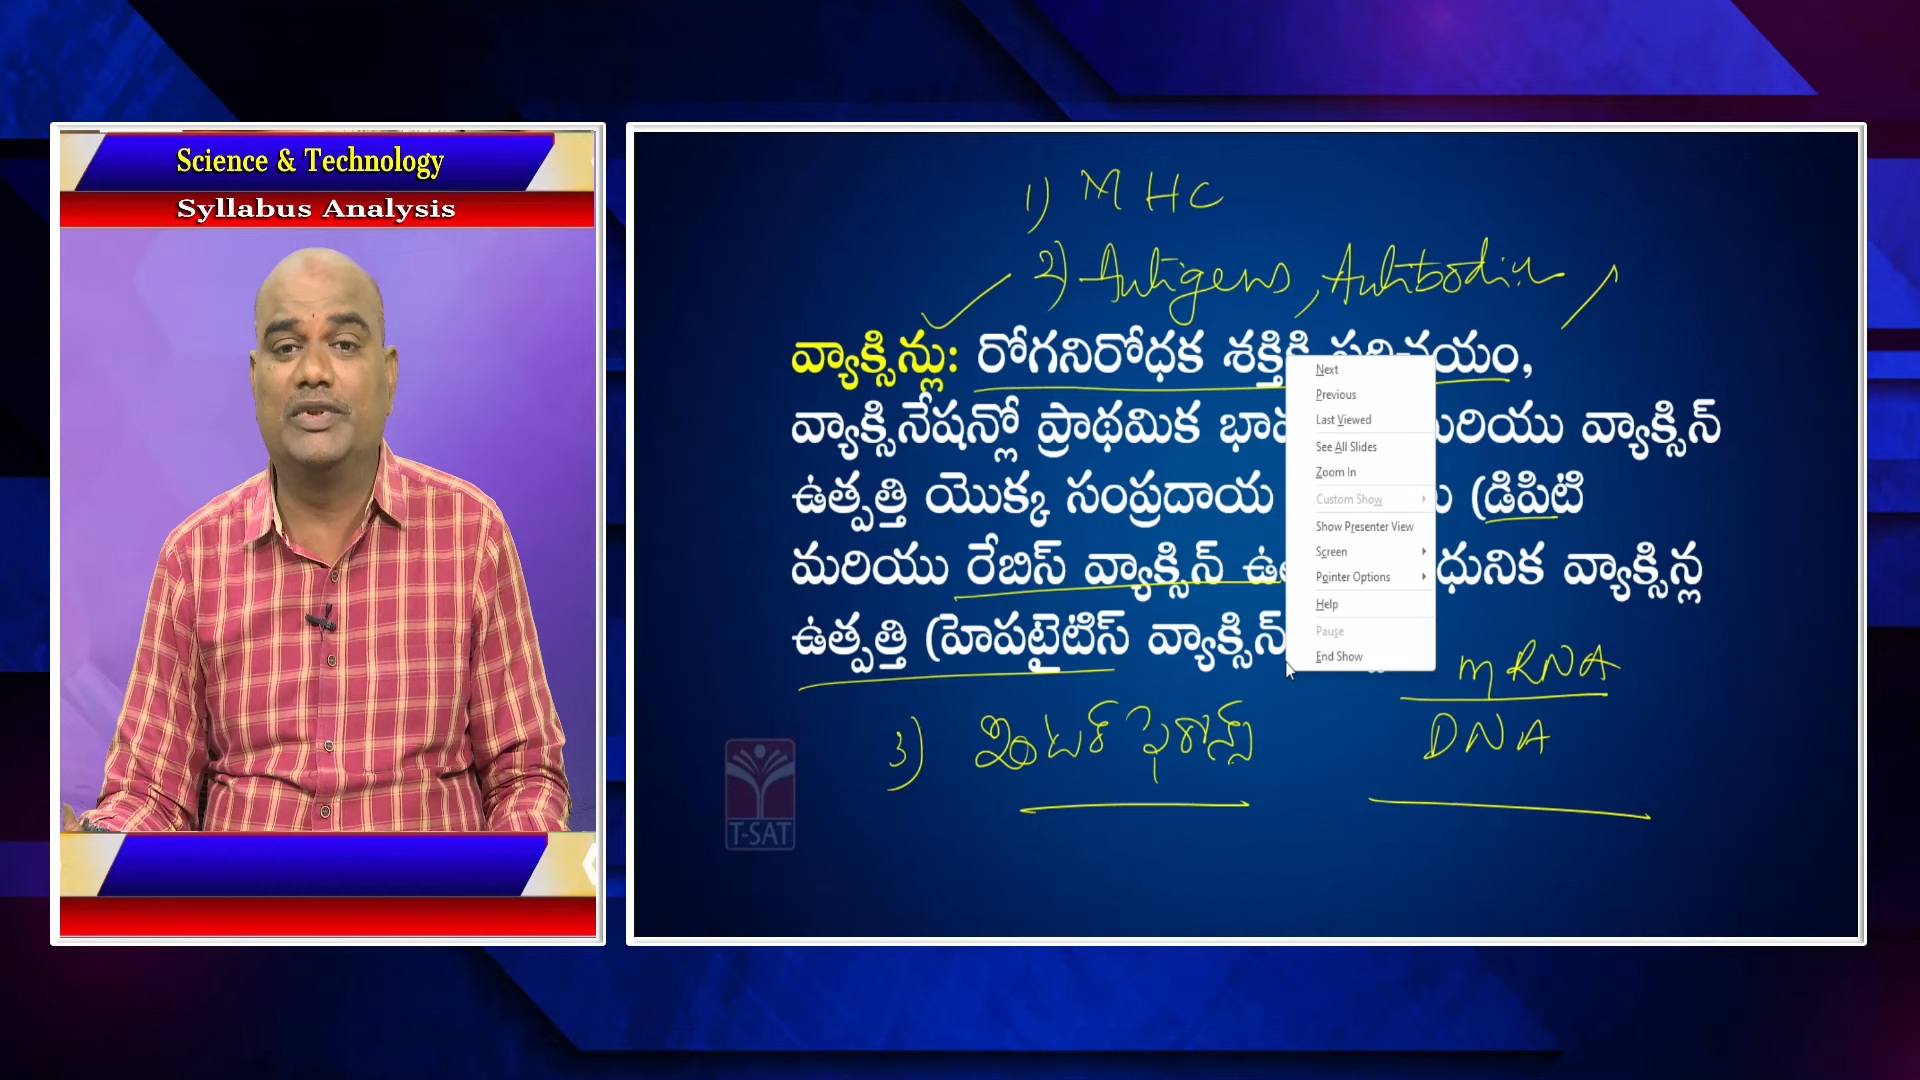 Science & Technology
Syllabus Analysis
1) MHC
2) Antigens, Antibodies
వ్యాక్సిన్లు: రోగనిరోధక శక్తికి పరిచయం,
వ్యాక్సినేషన్లో ప్రాథమిక మరియు వ్యాక్సిన్
ఉత్పత్తి యొక్క సంప్రదాయ (డిపిటి
మరియు రేబిస్ వ్యాక్సిన్
వ్యాక్సిన్ల
ఉత్పత్తి (హెపటైటిస్ వ్యాక్సిన్
Next
Previous
Last Viewed
See All Slides
Zoom In
Custom Show
Show Presenter View
Screen
Pointer Options
Help
Pause
End Show
mRNA
DNA
3) ఇంటర్ ఫెరాన్స్
T-SAT